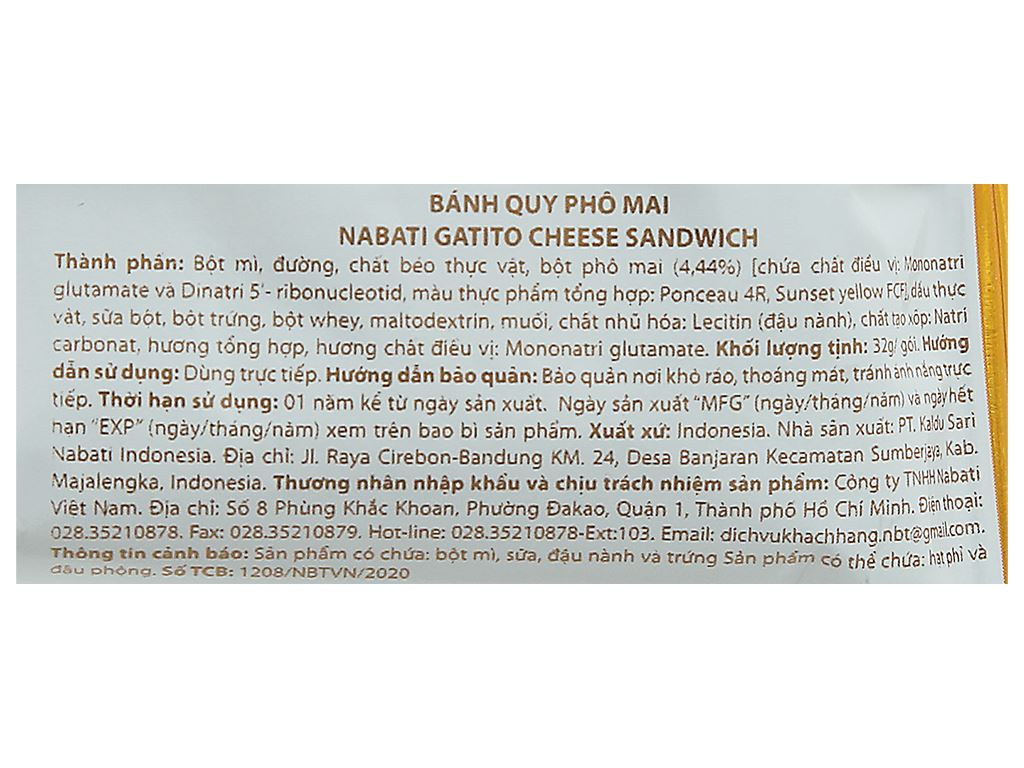 BÁNH QUY PHÔ MAI
NABATI GATITO CHEESE SANDWICH
Thành phần: Bột mì, đường, chất béo thực vật, bột phô mai (4,44%) [chứa chất điều vị: Mononatri
glutamate và Dinatri 5'- ribonucleotid, màu thực phẩm tổng hợp: Ponceau 4R, Sunset yellow FCF], dầu thực
vật, sữa bột, bột trứng, bột whey, maltodextrin, muối, chất nhũ hóa: Lecitin (đậu nành), chất tạo xốp: Natri
carbonat, hương tổng hợp, hương chất điều vị: Mononatri glutamate. Khối lượng tịnh: 32g/ gói. Hướng
dẫn sử dụng: Dùng trực tiếp. Hướng dẫn bảo quản: Bảo quản nơi khô ráo, thoáng mát, tránh ánh nắng trực
tiếp. Thời hạn sử dụng: 01 năm kể từ ngày sản xuất. Ngày sản xuất "MFG" (ngày/tháng/năm) và ngày hết
hạn "EXP" (ngày/tháng/năm) xem trên bao bì sản phẩm. Xuất xứ: Indonesia. Nhà sản xuất: PT. Kaldu Sari
Nabati Indonesia. Địa chỉ: Jl. Raya Cirebon-Bandung KM. 24, Desa Banjaran Kecamatan Sumberjaya, Kab.
Majalengka, Indonesia. Thương nhân nhập khẩu và chịu trách nhiệm sản phẩm: Công ty TNHH Nabati
Việt Nam. Địa chỉ: Số 8 Phùng Khắc Khoan, Phường Đakao, Quận 1, Thành phố Hồ Chí Minh. Điện thoại:
028.35210878. Fax: 028.35210879. Hot-line: 028.35210878-Ext:103. Email: dichvukhachhang.nbt@gmail.com.
Thông tin cảnh báo: Sản phẩm có chứa: bột mì, sữa, đậu nành và trứng Sản phẩm có thể chứa: hạt phỉ và
đậu phộng. Số TCB: 1208/NBTVN/2020